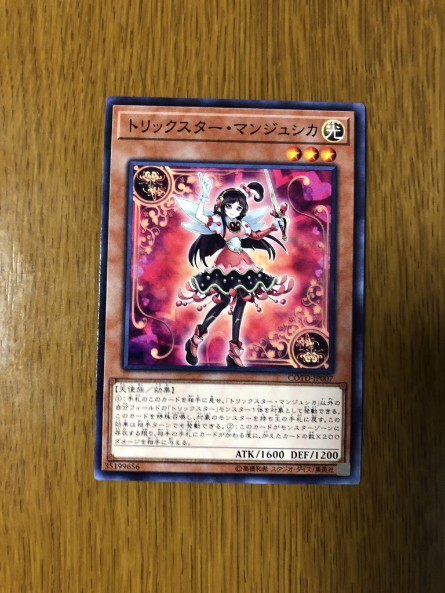 トリックスター・マンジュシカ
光
COTD-JP007
【天使族／効果】
①：手札のこのカードを相手に見せ、「トリックスター・マンジュシカ」以外の
自分フィールドの「トリックスター」モンスター１体を対象として発動できる。
このカードを特殊召喚し、対象のモンスターを持ち主の手札に戻す。この
効果は相手ターンでも発動できる。②：このカードがモンスターゾーンに
存在する限り、相手の手札にカードが加わる度に、加えたカードの数×２００
ダメージを相手に与える。
ATK/1600 DEF/1200
35199656
©高橋和希 スタジオ・ダイス/集英社